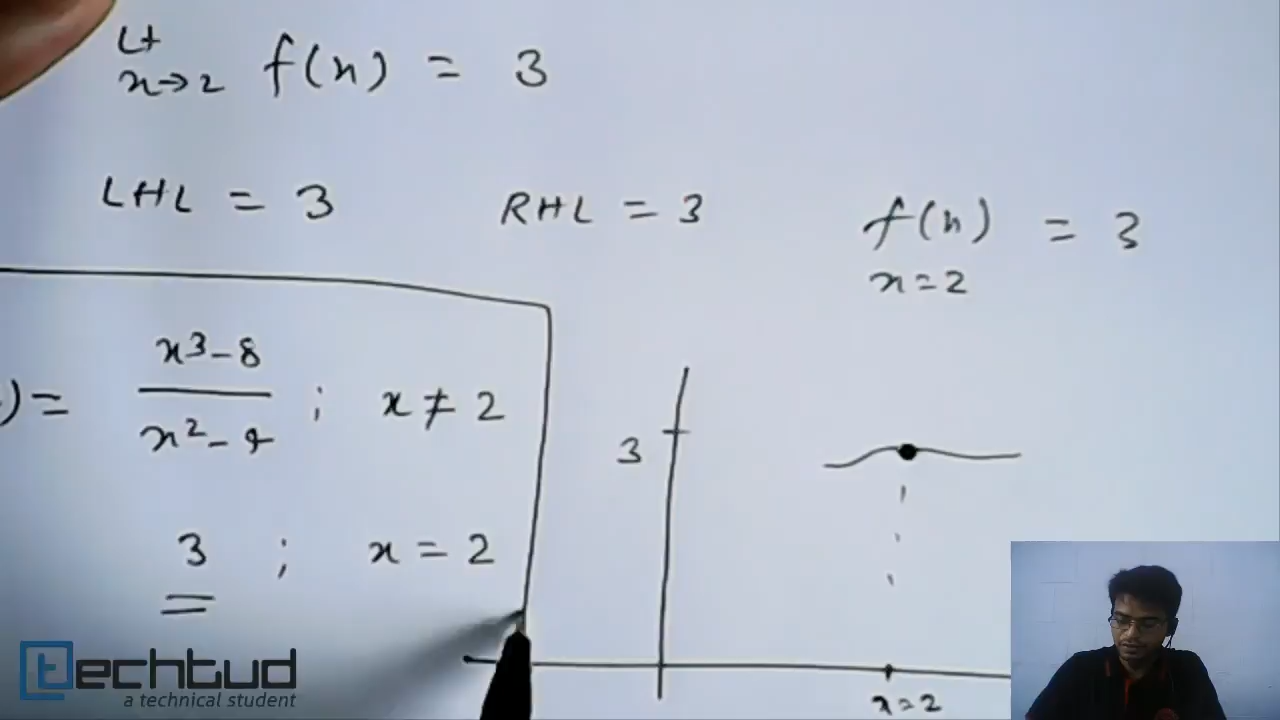 Lt
x→2 f(x) = 3
LHL = 3 RHL = 3 f(x) = 3
x=2
)= x³-8 / x²-4 ; x ≠ 2
3 ; x = 2
3
x=2
techtud
a technical student